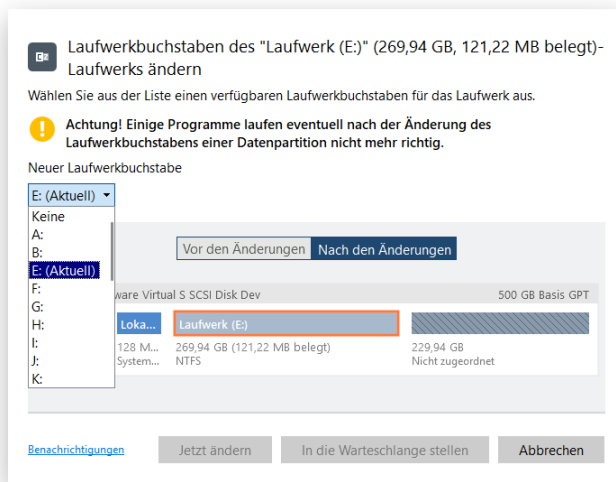 Laufwerkbuchstaben des "Laufwerk (E:)" (269,94 GB, 121,22 MB belegt)-
Laufwerks ändern
Wählen Sie aus der Liste einen verfügbaren Laufwerkbuchstaben für das Laufwerk aus.
Achtung! Einige Programme laufen eventuell nach der Änderung des
Laufwerkbuchstabens einer Datenpartition nicht mehr richtig.
Neuer Laufwerkbuchstabe
E: (Aktuell)
Keine
A:
B:
E: (Aktuell)
F:
G:
H:
I:
J:
K:
Vor den Änderungen Nach den Änderungen
Virtual S SCSI Disk Dev 500 GB Basis GPT
Loka... Laufwerk (E:)
128 M... 269,94 GB (121,22 MB belegt) 229,94 GB
System... NTFS Nicht zugeordnet
Benachrichtigungen Jetzt ändern In die Warteschlange stellen Abbrechen